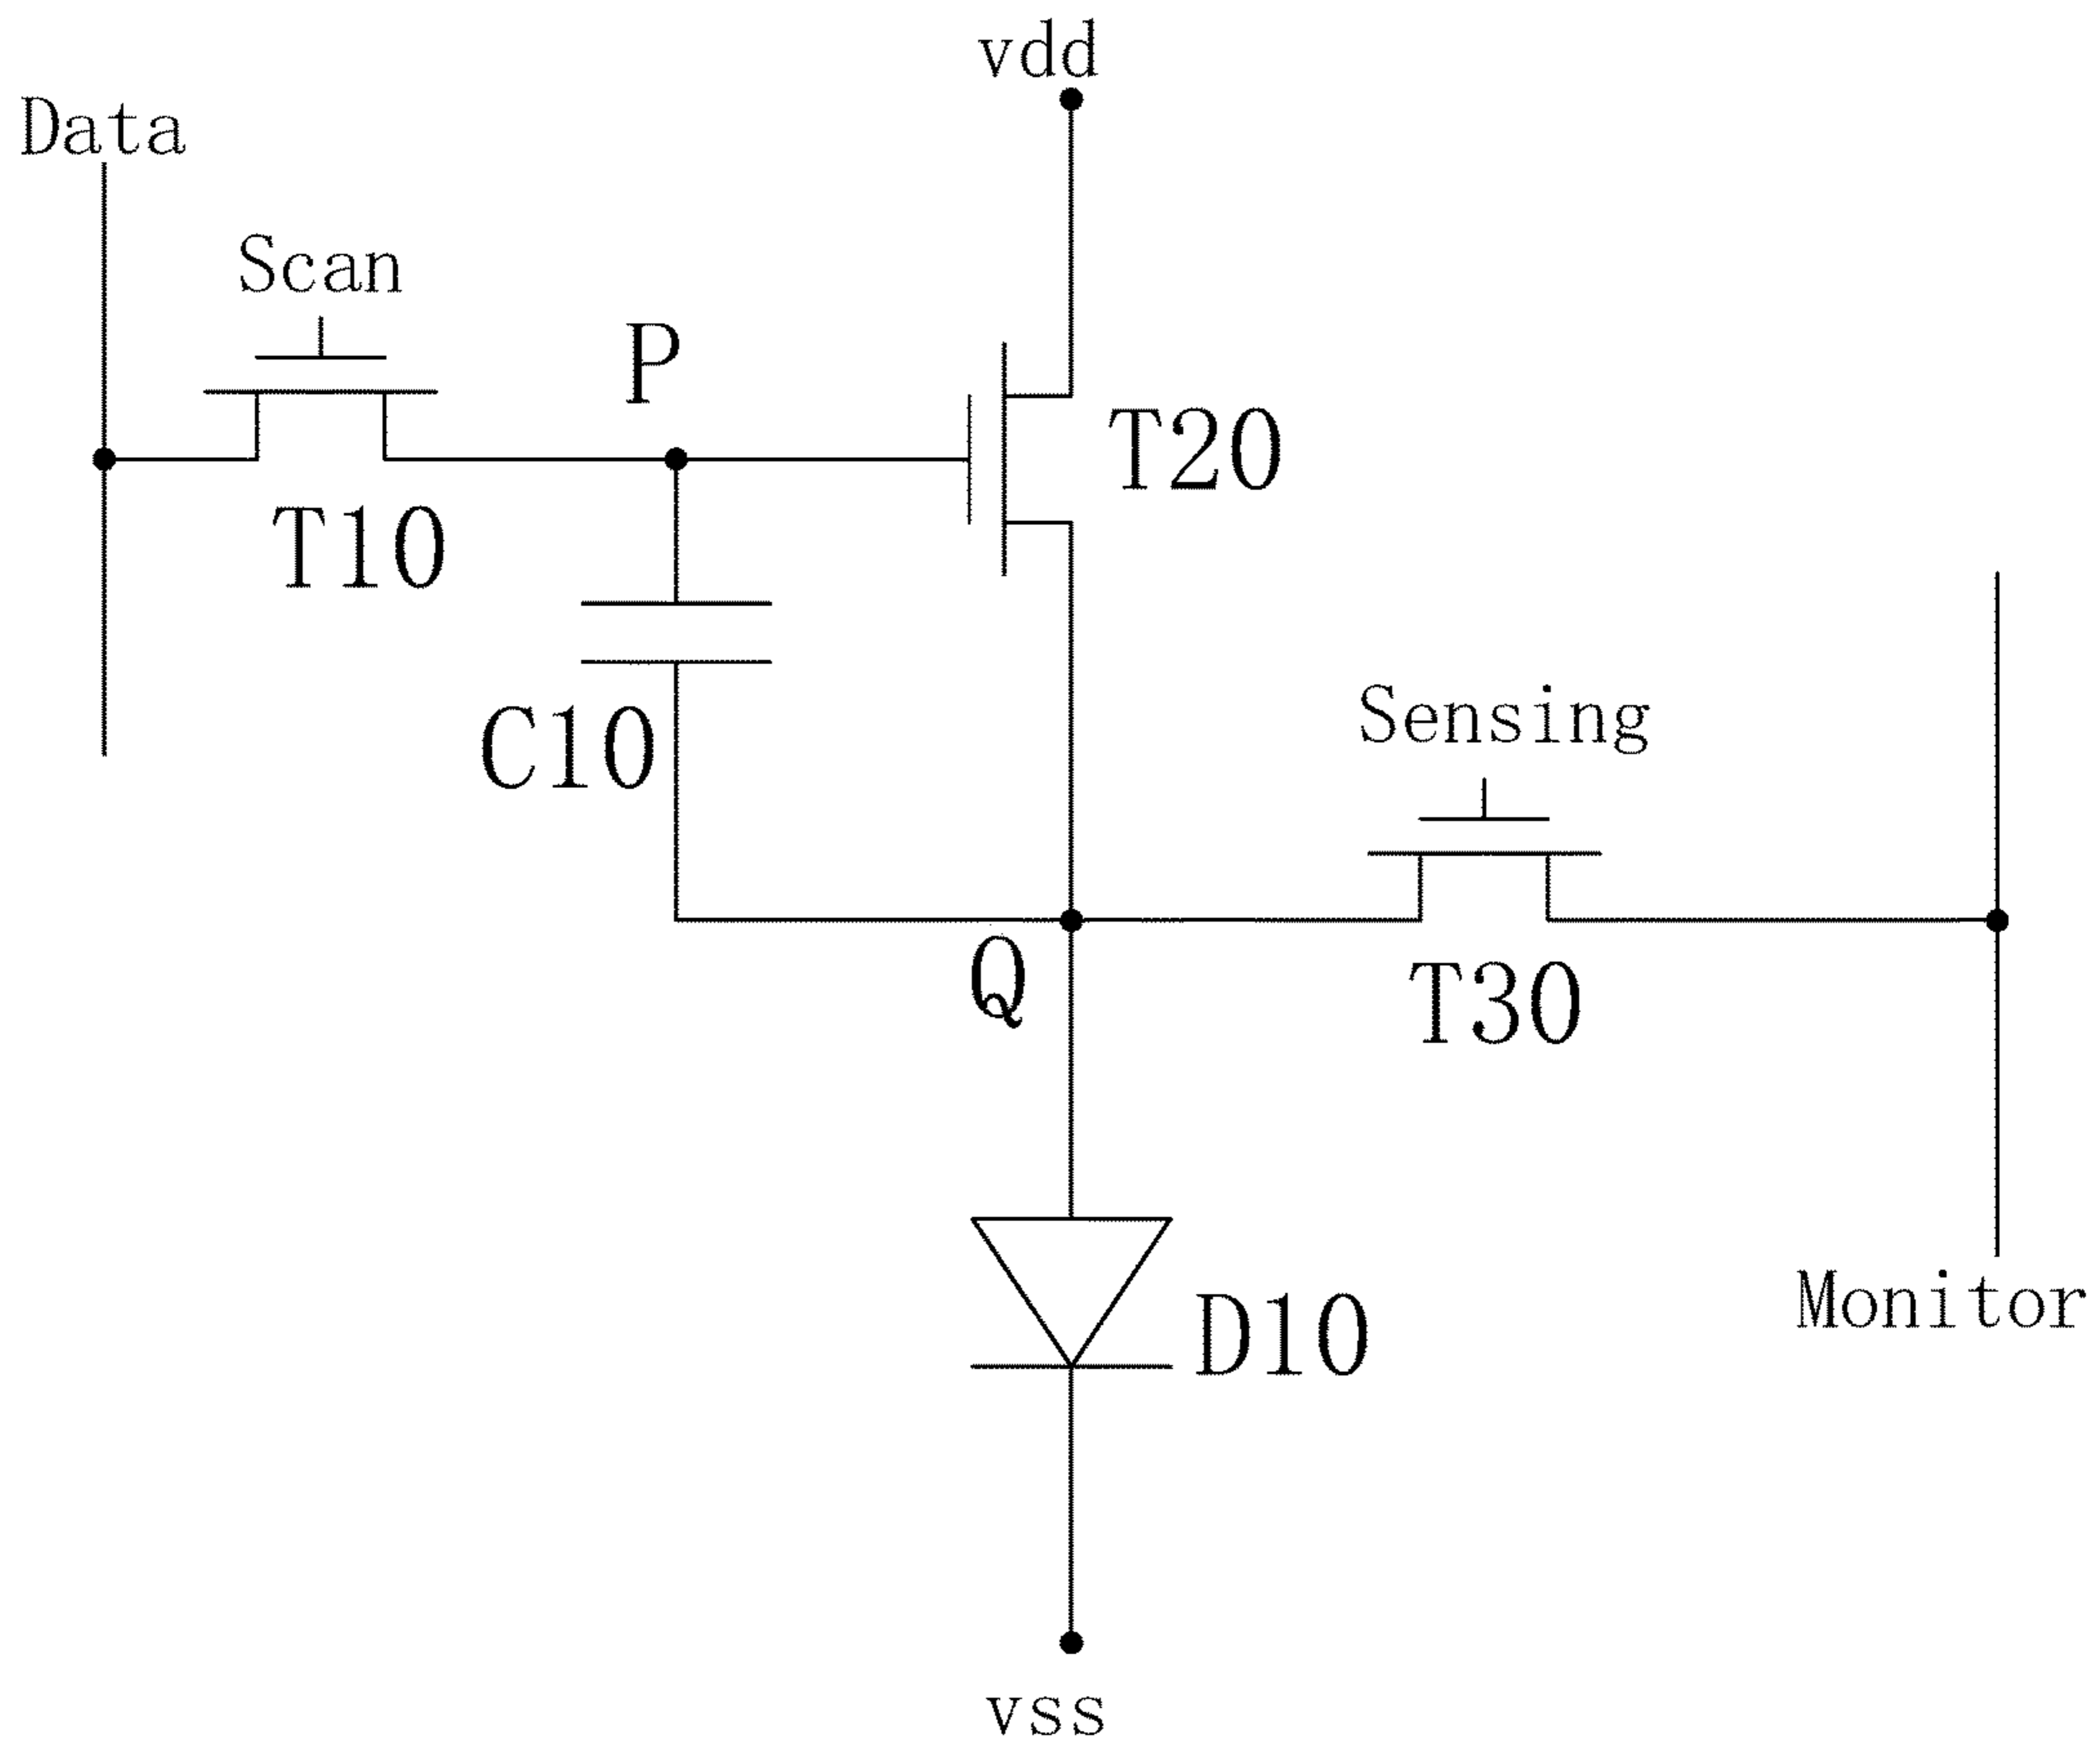 vdd
Data
Scan
P
T20
T10
C10
Sensing
Q
T30
Monitor
D10
vss